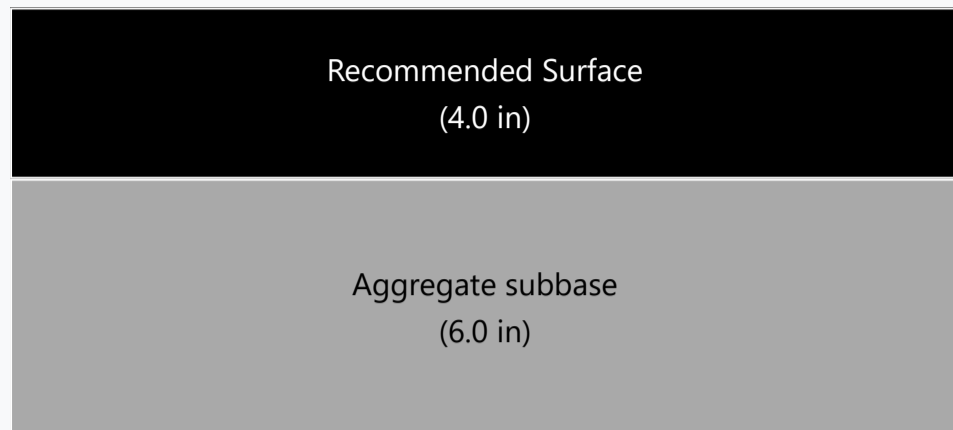 Recommended Surface
(4.0 in)
Aggregate subbase
(6.0 in)